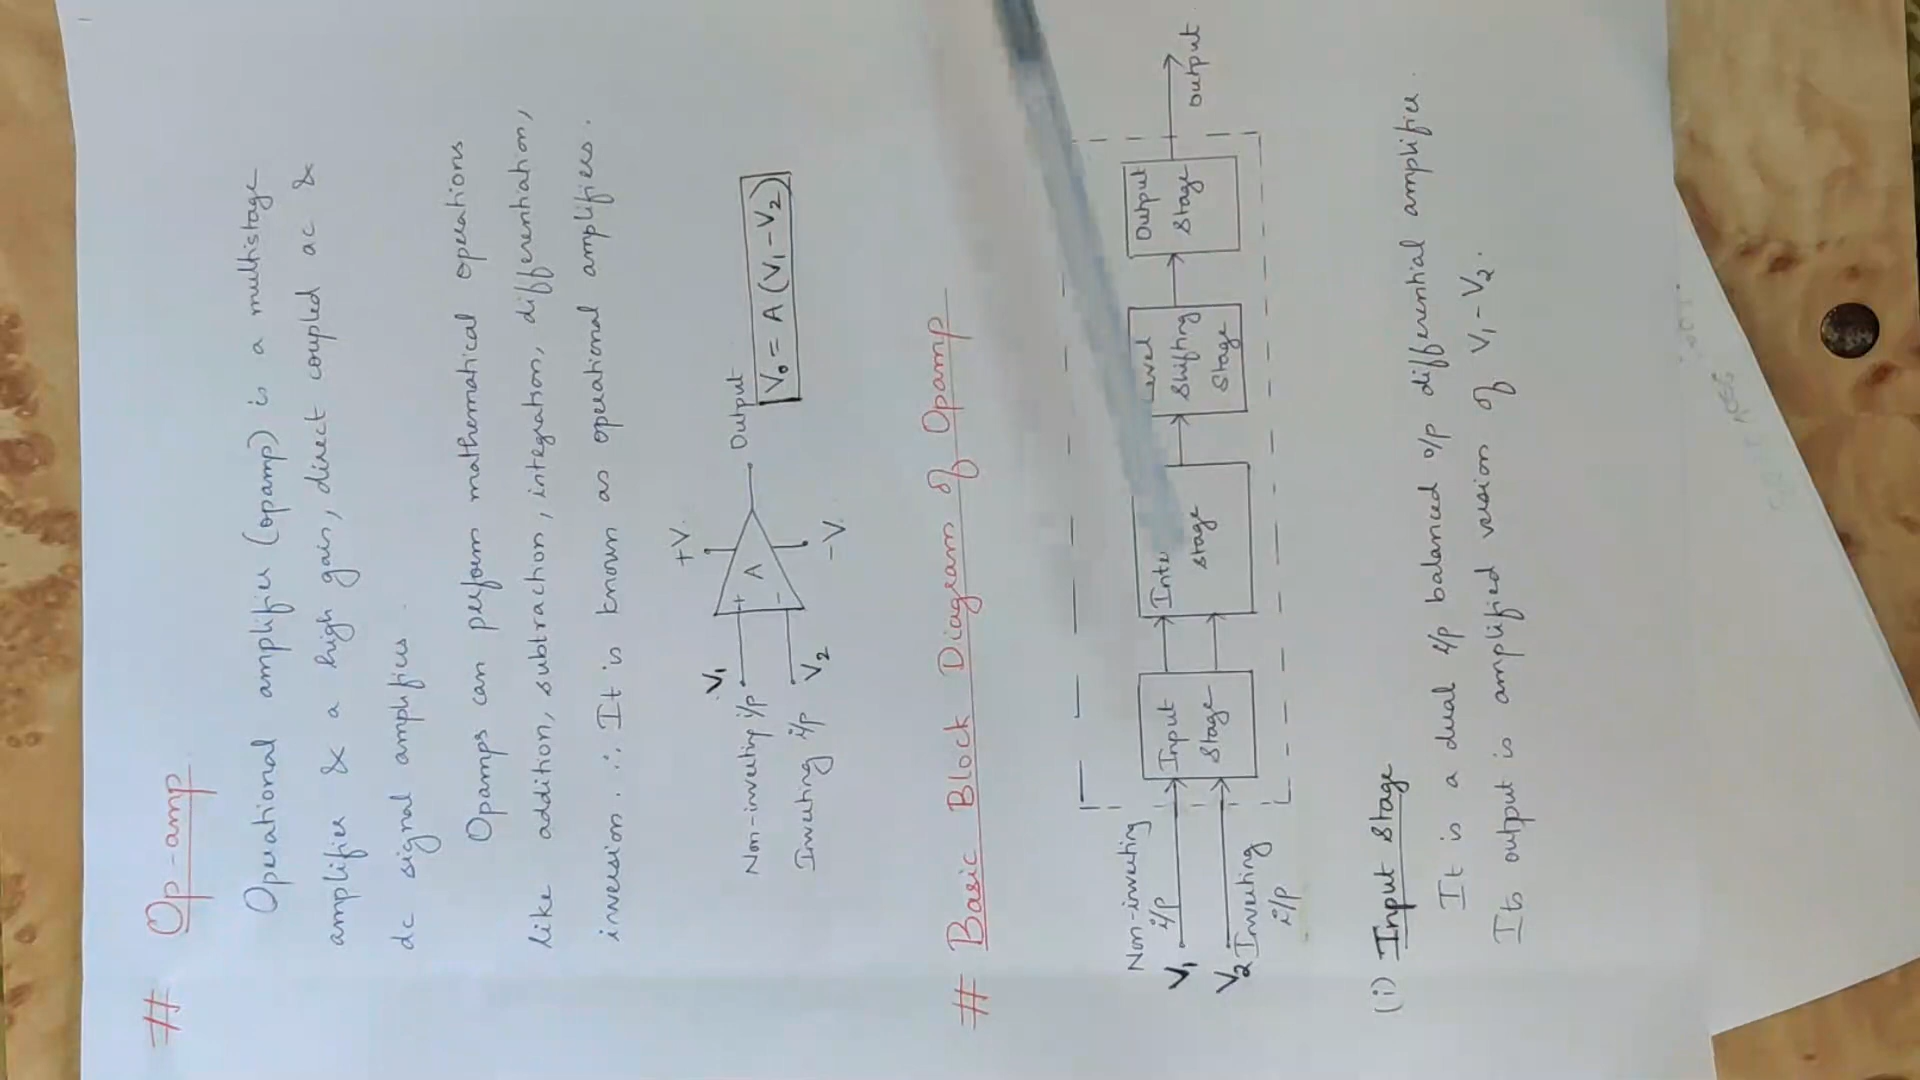 # Op-amp
Operational amplifier (opamp) is a multistage
amplifier & a high gain, direct coupled ac &
dc signal amplifier.
Opamps can perform mathematical operations
like addition, subtraction, integration, differentiation,
inversion. ∴ It is known as operational amplifier.
+V
V1
Non-inverting i/p
+
A
-
Output
Inverting i/p
V2
-V
Vo = A (V1 - V2)
# Basic Block Diagram of Opamp
Non-inverting
i/p
V1
V2 Inverting
i/p
Input
Stage
Stage
Shifting
Stage
Output
Stage
Output
(i) Input Stage
It is a dual i/p balanced o/p differential amplifier.
Its output is amplified version of V1 - V2.